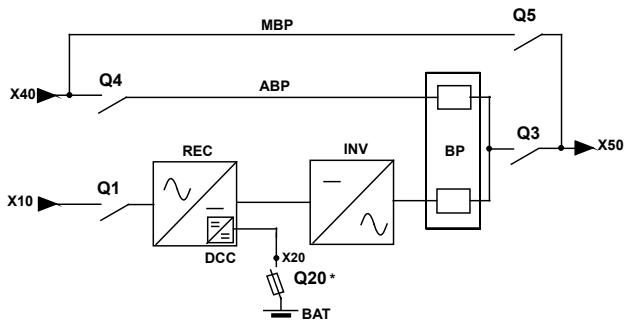 MBP
Q5
X40
Q4
ABP
Q3
X50
REC
INV
BP
X10
Q1
DCC
X20
Q20 *
BAT